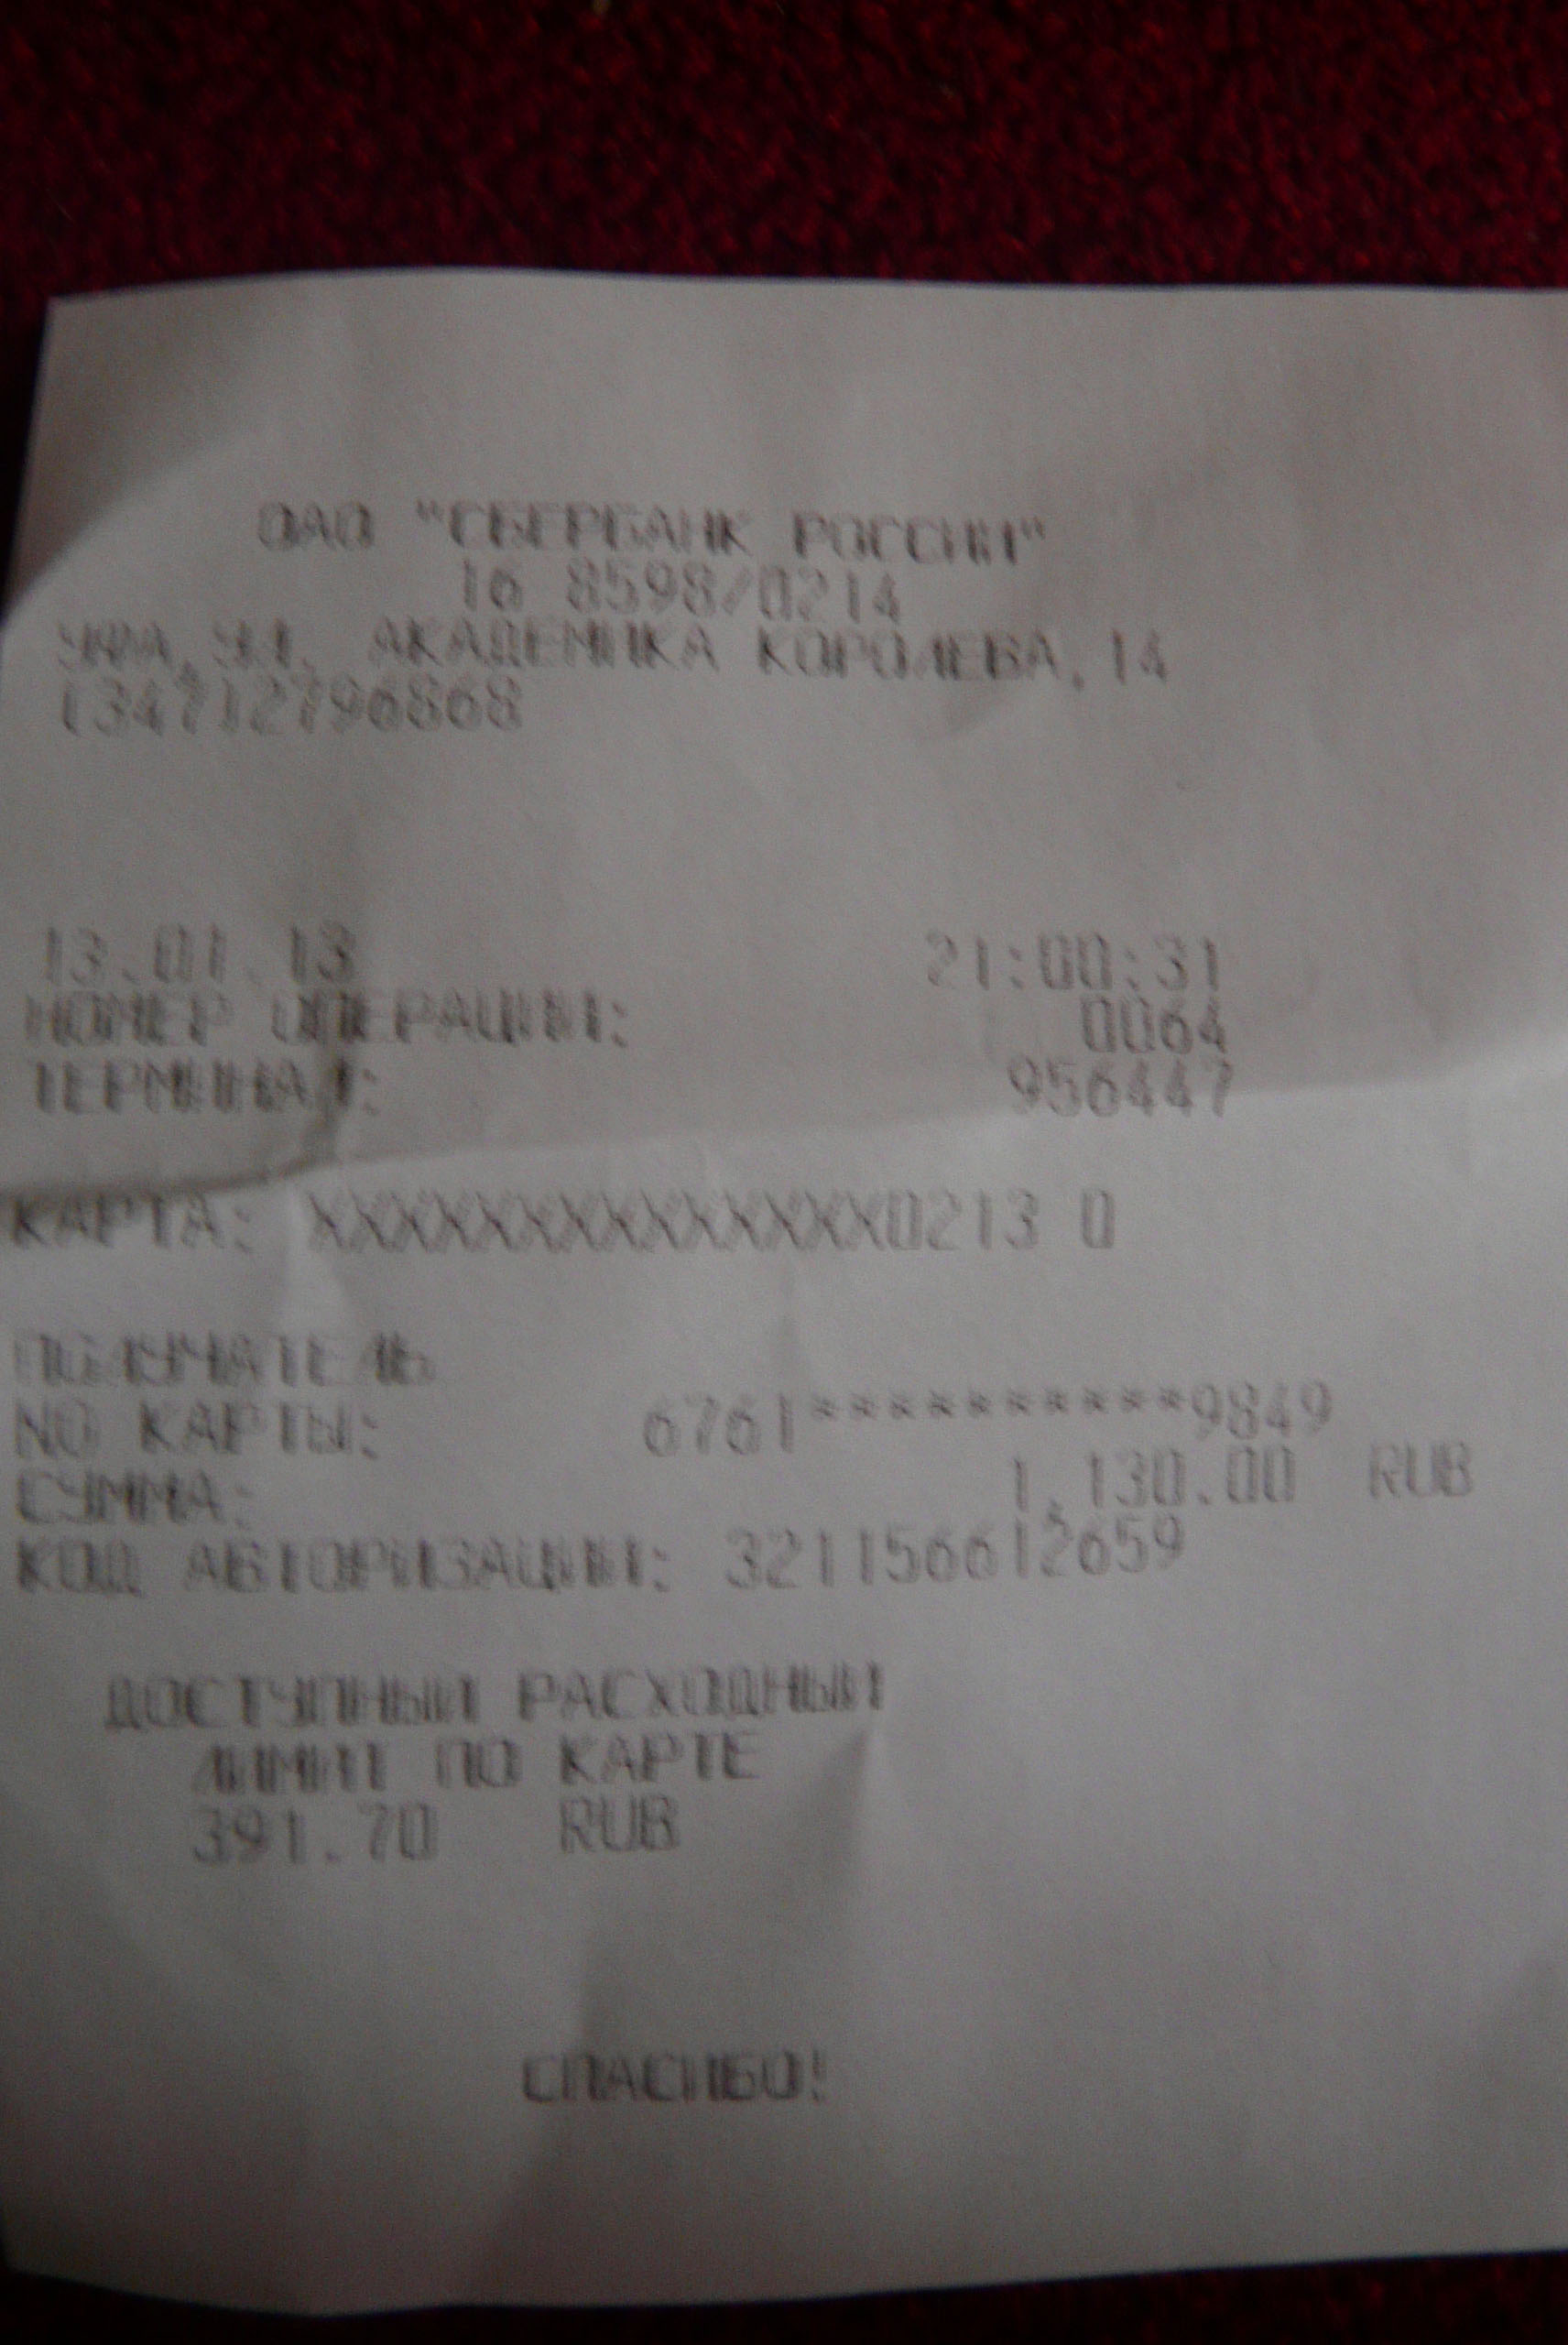 ОАО "СБЕРБАНК РОССИИ"
16 8598/0214
УФА,УЛ. АКАДЕМИКА КОРОЛЕВА,14
(34712)796868
13.01.13 21:00:31
НОМЕР ОПЕРАЦИИ: 0064
ТЕРМИНАЛ: 956447
КАРТА: XXXXXXXXXXXXXXX0213 0
ПОЛУЧАТЕЛЬ
NO КАРТЫ: 6761**********9849
СУММА: 1,130.00 RUB
КОД АВТОРИЗАЦИИ: 321156612659
ДОСТУПНЫЙ РАСХОДНЫЙ
ЛИМИТ ПО КАРТЕ
391.70 RUB
СПАСИБО!